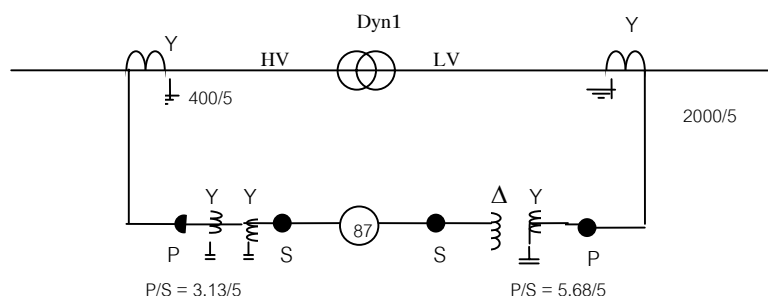 Dyn1
Y
Y
HV
LV
400/5
2000/5
Y
Y
Δ
Y
87
P
S
S
P
P/S = 3.13/5
P/S = 5.68/5